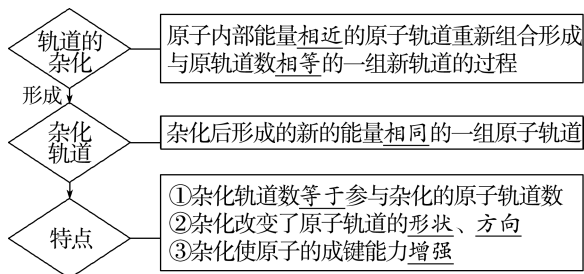 轨道的
杂化
原子内部能量相近的原子轨道重新组合形成
与原轨道数相等的一组新轨道的过程
形成
杂化
轨道
杂化后形成的新的能量相同的一组原子轨道
特点
①杂化轨道数等于参与杂化的原子轨道数
②杂化改变了原子轨道的形状、方向
③杂化使原子的成键能力增强